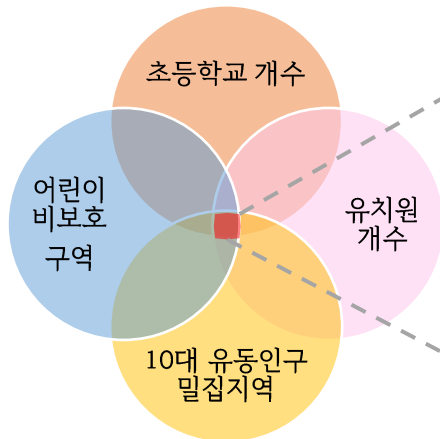 초등학교 개수
어린이
비보호
구역
유치원
개수
10대 유동인구
밀집지역